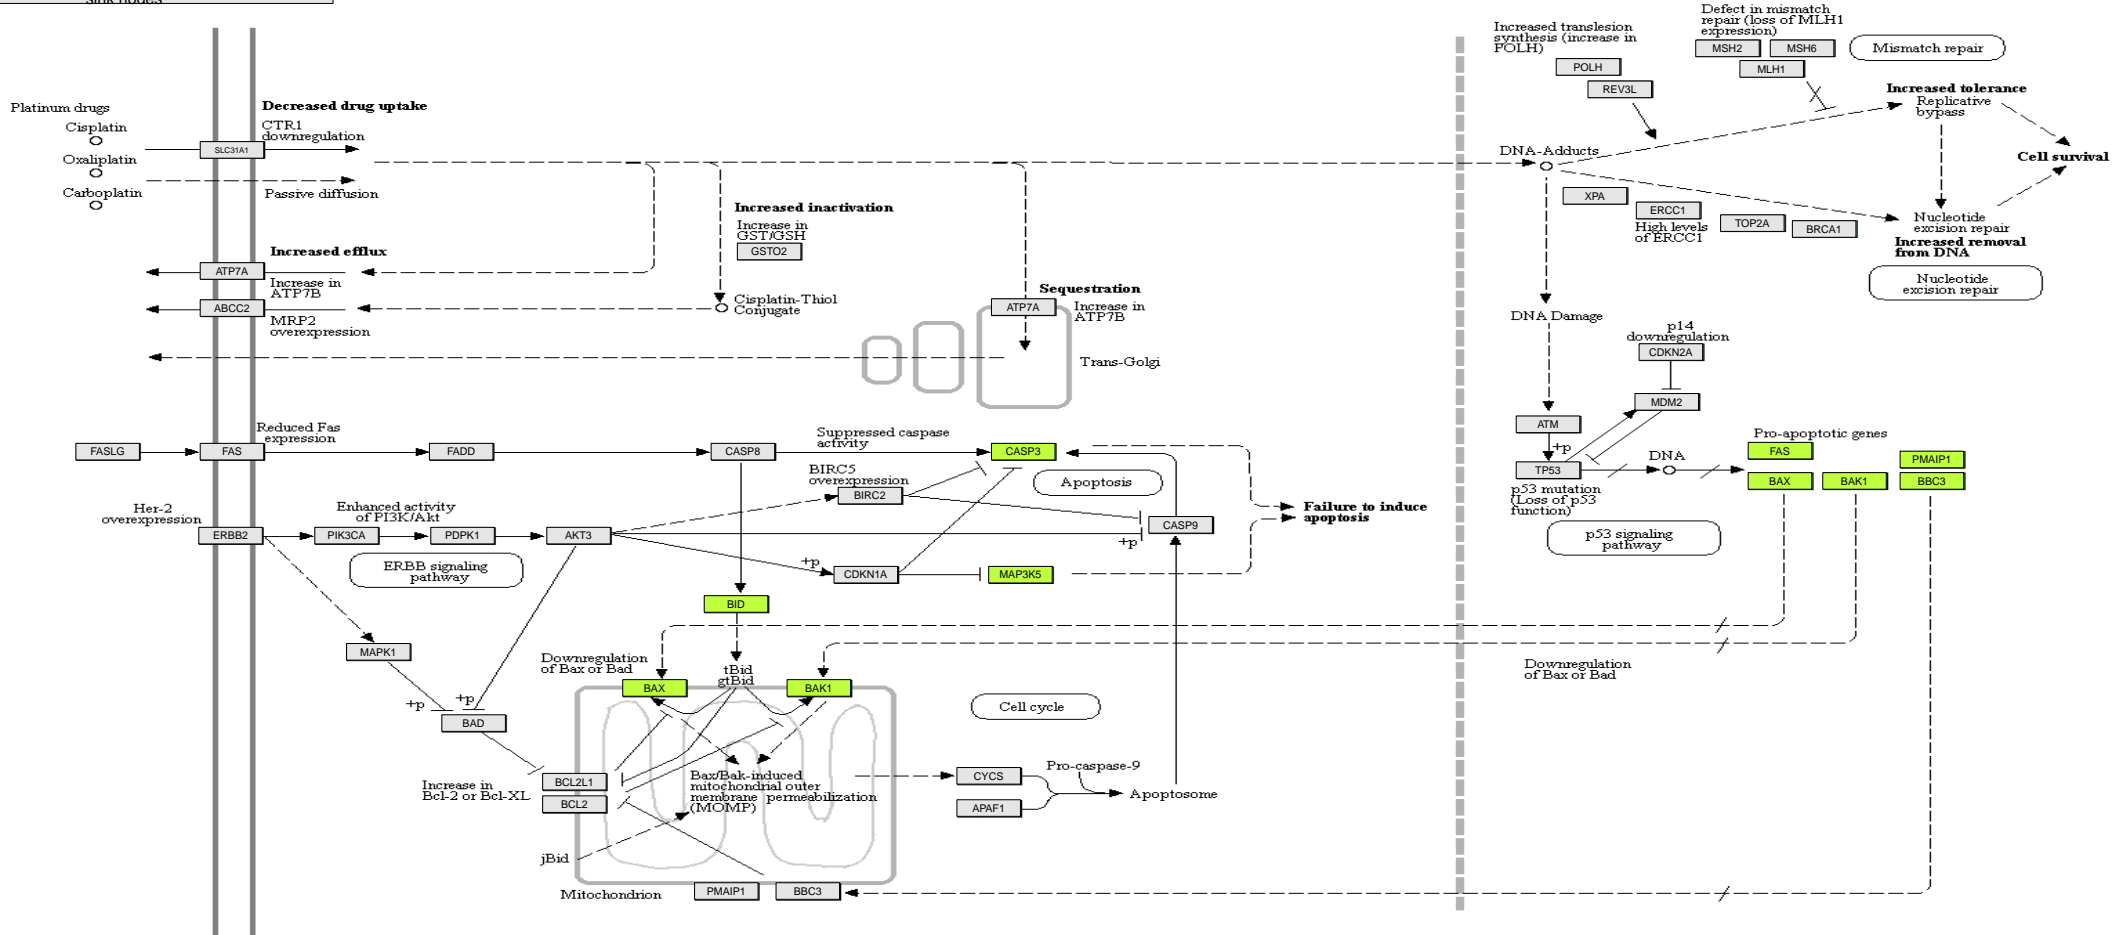 sink nodes
Platinum drugs
Cisplatin
Oxaliplatin
Carboplatin
Decreased drug uptake
CTR1
downregulation
SLC31A1
Passive diffusion
Increased efflux
ATP7A
Increase in
ATP7B
ABCC2
MRP2
overexpression
Increased inactivation
Increase in
GST/GSH
GSTO2
Cisplatin-Thiol
Conjugate
Sequestration
ATP7A
Increase in
ATP7B
Trans-Golgi
Increased translesion
synthesis (increase in
POLH)
POLH
REV3L
Defect in mismatch
repair (loss of MLH1
expression)
MSH2
MSH6
MLH1
Mismatch repair
Increased tolerance
Replicative
bypass
Cell survival
DNA-Adducts
XPA
ERCC1
High levels
of ERCC1
TOP2A
BRCA1
Nucleotide
excision repair
Increased removal
from DNA
Nucleotide
excision repair
DNA Damage
p14
downregulation
CDKN2A
MDM2
ATM
+p
TP53
p53 mutation
(Loss of p53
function)
DNA
Pro-apoptotic genes
FAS
PMAIP1
BAX
BAK1
BBC3
p53 signaling
pathway
FASLG
FAS
Reduced Fas
expression
FADD
CASP8
Suppressed caspase
activity
CASP3
BIRC5
overexpression
BIRC2
Apoptosis
Failure to induce
apoptosis
Her-2
overexpression
ERBB2
Enhanced activity
of PI3K/Akt
PIK3CA
PDPK1
AKT3
CASP9
+p
ERBB signaling
pathway
+p
CDKN1A
MAP3K5
BID
MAPK1
Downregulation
of Bax or Bad
tBid
gtBid
BAX
BAK1
Downregulation
of Bax or Bad
+p
+p
BAD
Cell cycle
Increase in
Bcl-2 or Bcl-XL
BCL2L1
BCL2
Bax/Bak-induced
mitochondrial outer
membrane permeabilization
(MOMP)
CYCS
APAF1
Pro-caspase-9
Apoptosome
jBid
Mitochondrion
PMAIP1
BBC3